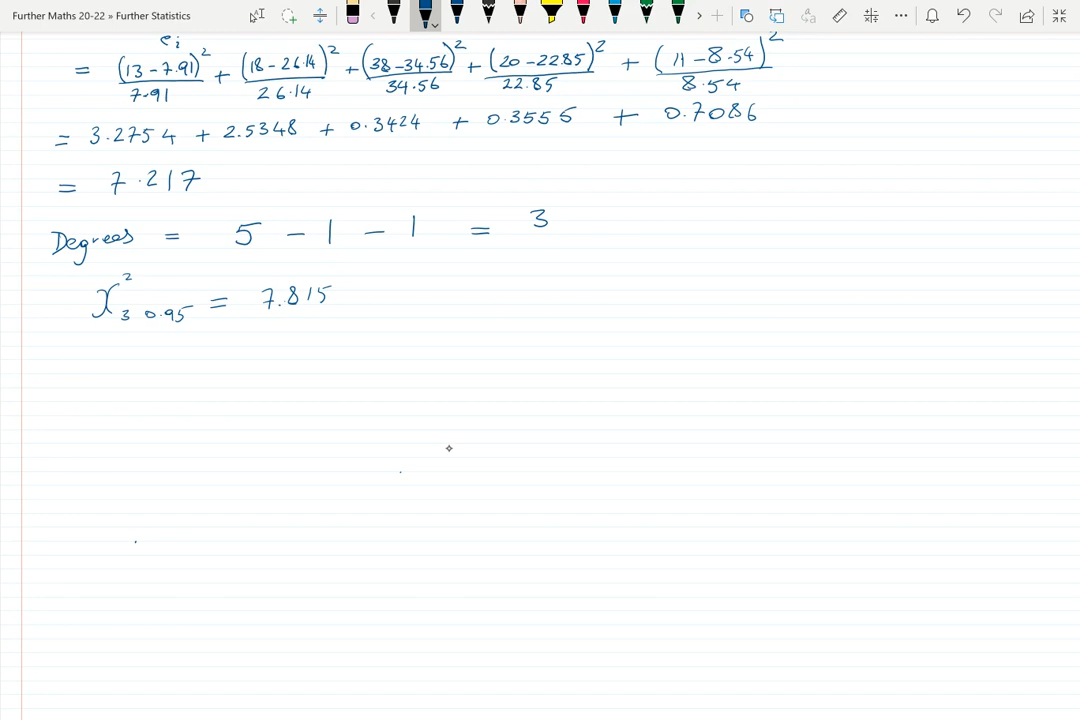 Further Maths 20-22 » Further Statistics
eᵢ
= (13 - 7.91)²/7.91 + (18 - 26.14)²/26.14 + (38 - 34.56)²/34.56 + (20 - 22.85)²/22.85 + (11 - 8.54)²/8.54
= 3.2754 + 2.5348 + 0.3424 + 0.3555 + 0.7086
= 7.217
Degrees = 5 - 1 - 1 = 3
X²₃ ₀.₉₅ = 7.815